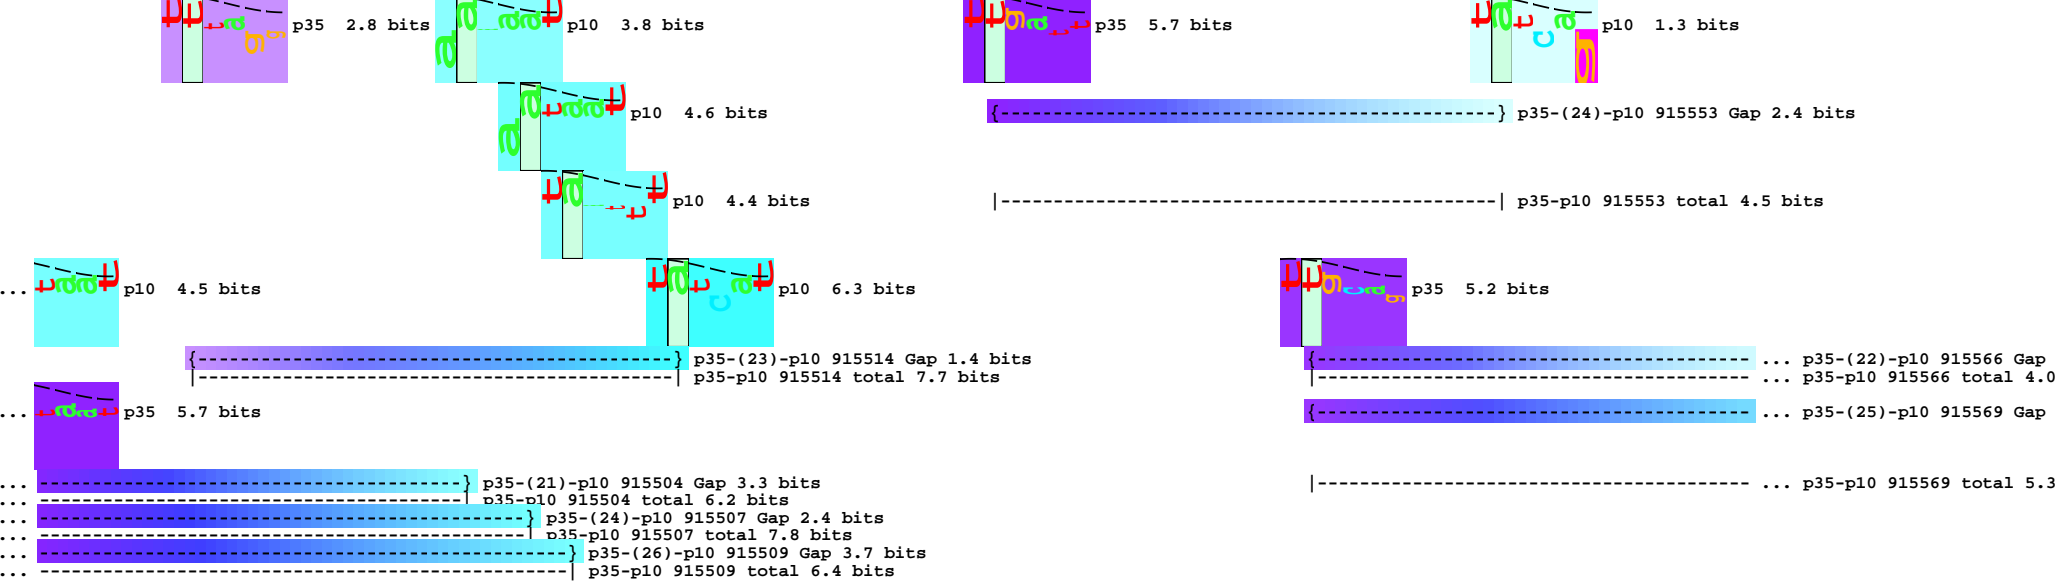 p35 2.8 bits p10 3.8 bits p35 5.7 bits p10 1.3 bits
p10 4.6 bits {-----------------------------------------------} p35-(24)-p10 915553 Gap 2.4 bits
p10 4.4 bits |-----------------------------------------------| p35-p10 915553 total 4.5 bits
... p10 4.5 bits p10 6.3 bits p35 5.2 bits
{---------------------------------------------} p35-(23)-p10 915514 Gap 1.4 bits {----------------------------------------- ... p35-(22)-p10 915566 Gap
|---------------------------------------------| p35-p10 915514 total 7.7 bits |----------------------------------------- ... p35-p10 915566 total 4.0
... p35 5.7 bits {----------------------------------------- ... p35-(25)-p10 915569 Gap
... ----------------------------------------} p35-(21)-p10 915504 Gap 3.3 bits |----------------------------------------- ... p35-p10 915569 total 5.3
... ----------------------------------------| p35-p10 915504 total 6.2 bits
... ----------------------------------------------} p35-(24)-p10 915507 Gap 2.4 bits
... ----------------------------------------------| p35-p10 915507 total 7.8 bits
... --------------------------------------------------} p35-(26)-p10 915509 Gap 3.7 bits
... --------------------------------------------------| p35-p10 915509 total 6.4 bits